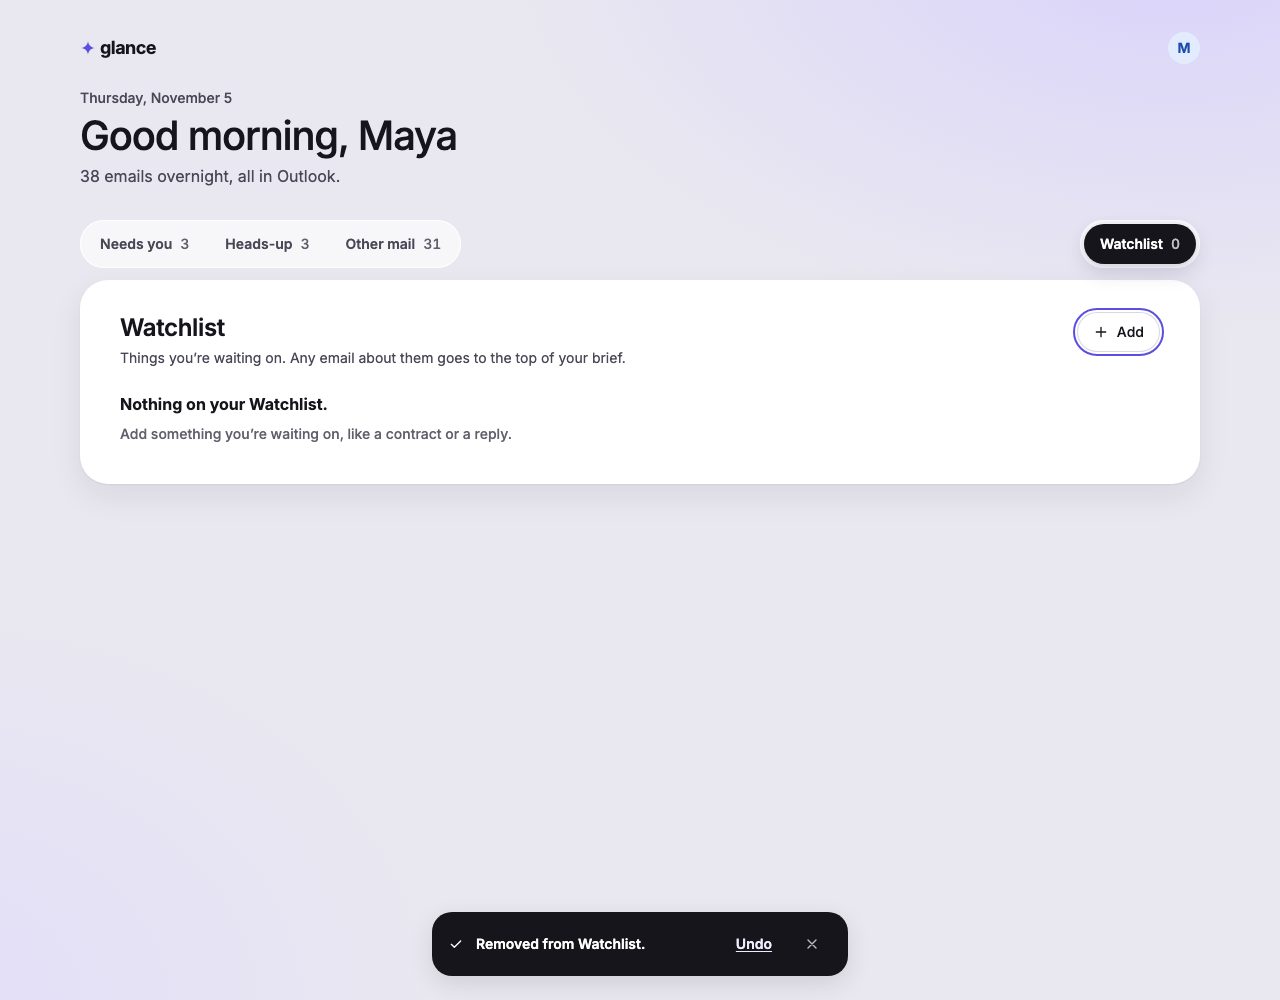 glance
M
Thursday, November 5
Good morning, Maya
38 emails overnight, all in Outlook.
Needs you 3 Heads-up 3 Other mail 31 Watchlist 0
Watchlist
Add
Things you’re waiting on. Any email about them goes to the top of your brief.
Nothing on your Watchlist.
Add something you’re waiting on, like a contract or a reply.
Removed from Watchlist. Undo